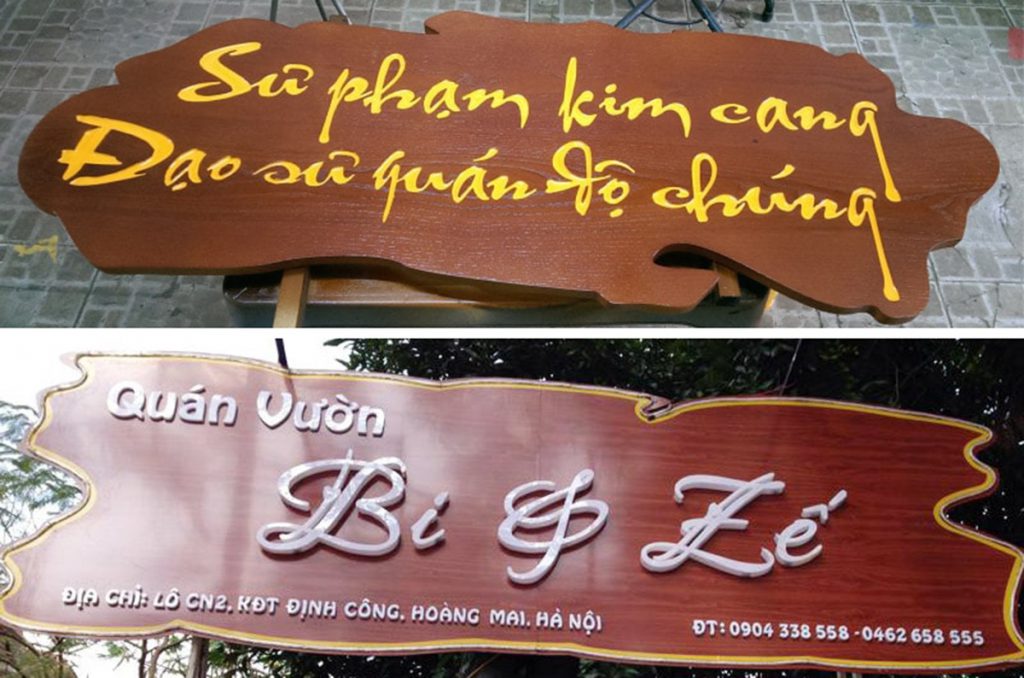 Sư phạm kim cang
Đạo sư quán độ chúng
Quán Vườn
Bi & Zế
ĐỊA CHỈ: LÔ CN2, KĐT ĐỊNH CÔNG, HOÀNG MAI, HÀ NỘI
ĐT: 0904 338 558 - 0462 658 555